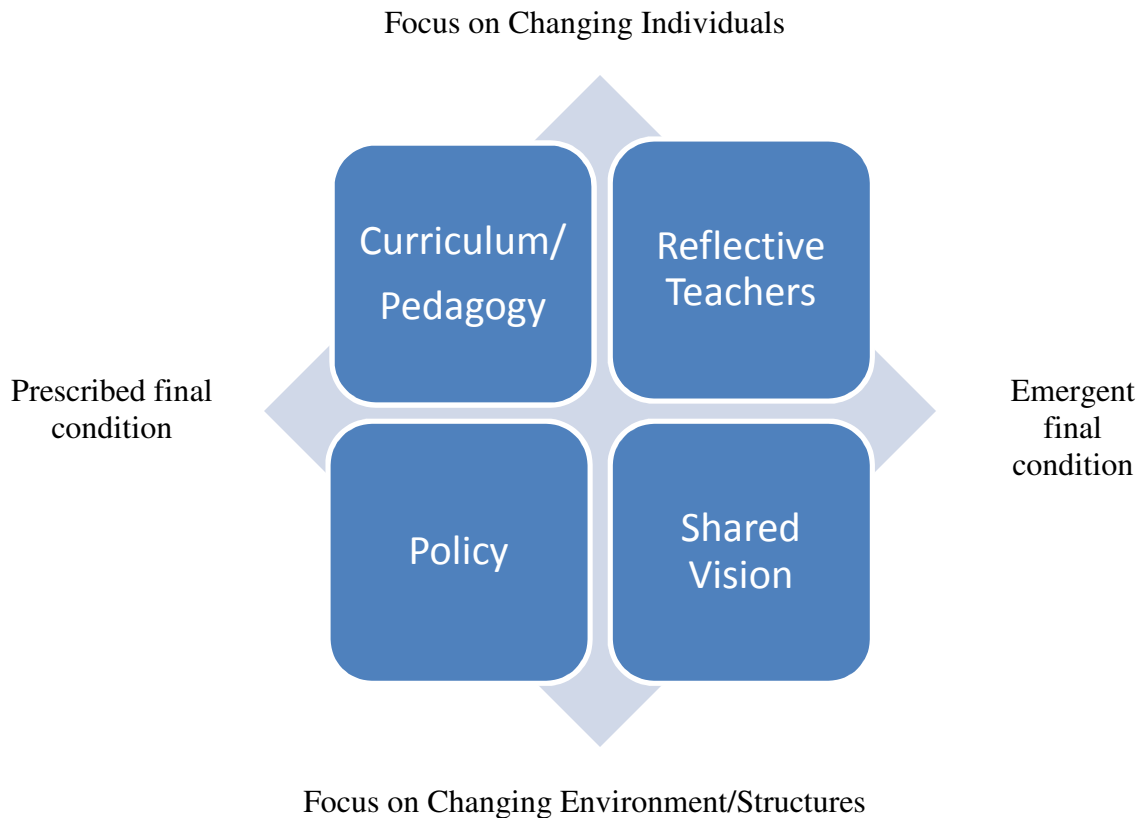 Focus on Changing Individuals
Curriculum/
Pedagogy
Reflective
Teachers
Prescribed final
condition
Emergent
final
condition
Policy
Shared
Vision
Focus on Changing Environment/Structures